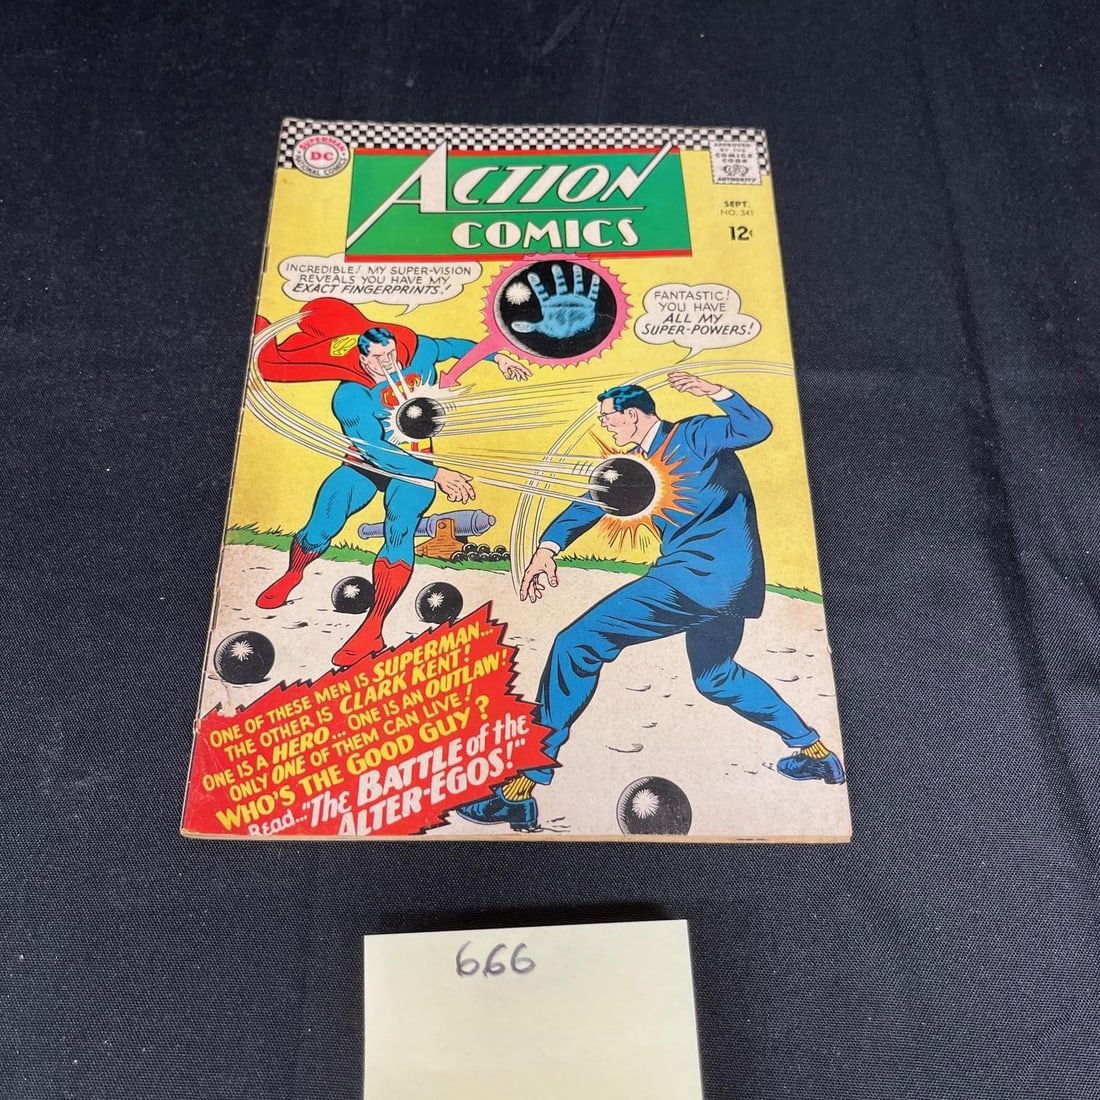 SUPERMAN
DC
NATIONAL COMICS
ACTION
COMICS
APPROVED
BY THE
COMICS
CODE
AUTHORITY
SEPT.
NO. 341
12¢
INCREDIBLE! MY SUPER-VISION
REVEALS YOU HAVE MY
EXACT FINGERPRINTS!
FANTASTIC!
YOU HAVE
ALL MY
SUPER-POWERS!
ONE OF THESE MEN IS SUPERMAN...
THE OTHER IS CLARK KENT!
ONE IS A HERO... ONE IS AN OUTLAW!
ONLY ONE OF THEM CAN LIVE!
WHO'S THE GOOD GUY?
Read..."The BATTLE of the
ALTER-EGOS!"
666